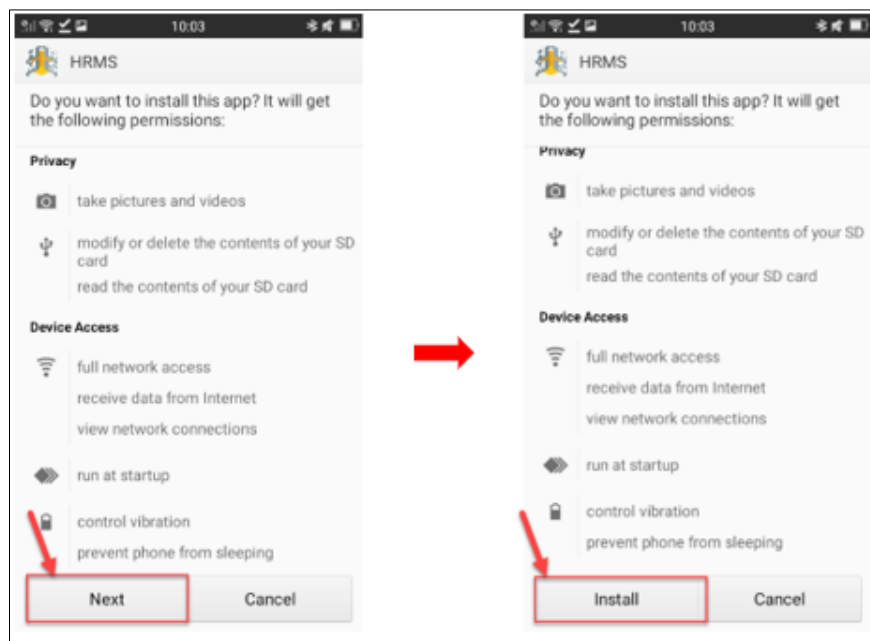 10:03
HRMS
Do you want to install this app? It will get
the following permissions:
Privacy
take pictures and videos
modify or delete the contents of your SD
card
read the contents of your SD card
Device Access
full network access
receive data from Internet
view network connections
run at startup
control vibration
prevent phone from sleeping
Next
Cancel
10:03
HRMS
Do you want to install this app? It will get
the following permissions:
Privacy
take pictures and videos
modify or delete the contents of your SD
card
read the contents of your SD card
Device Access
full network access
receive data from Internet
view network connections
run at startup
control vibration
prevent phone from sleeping
Install
Cancel